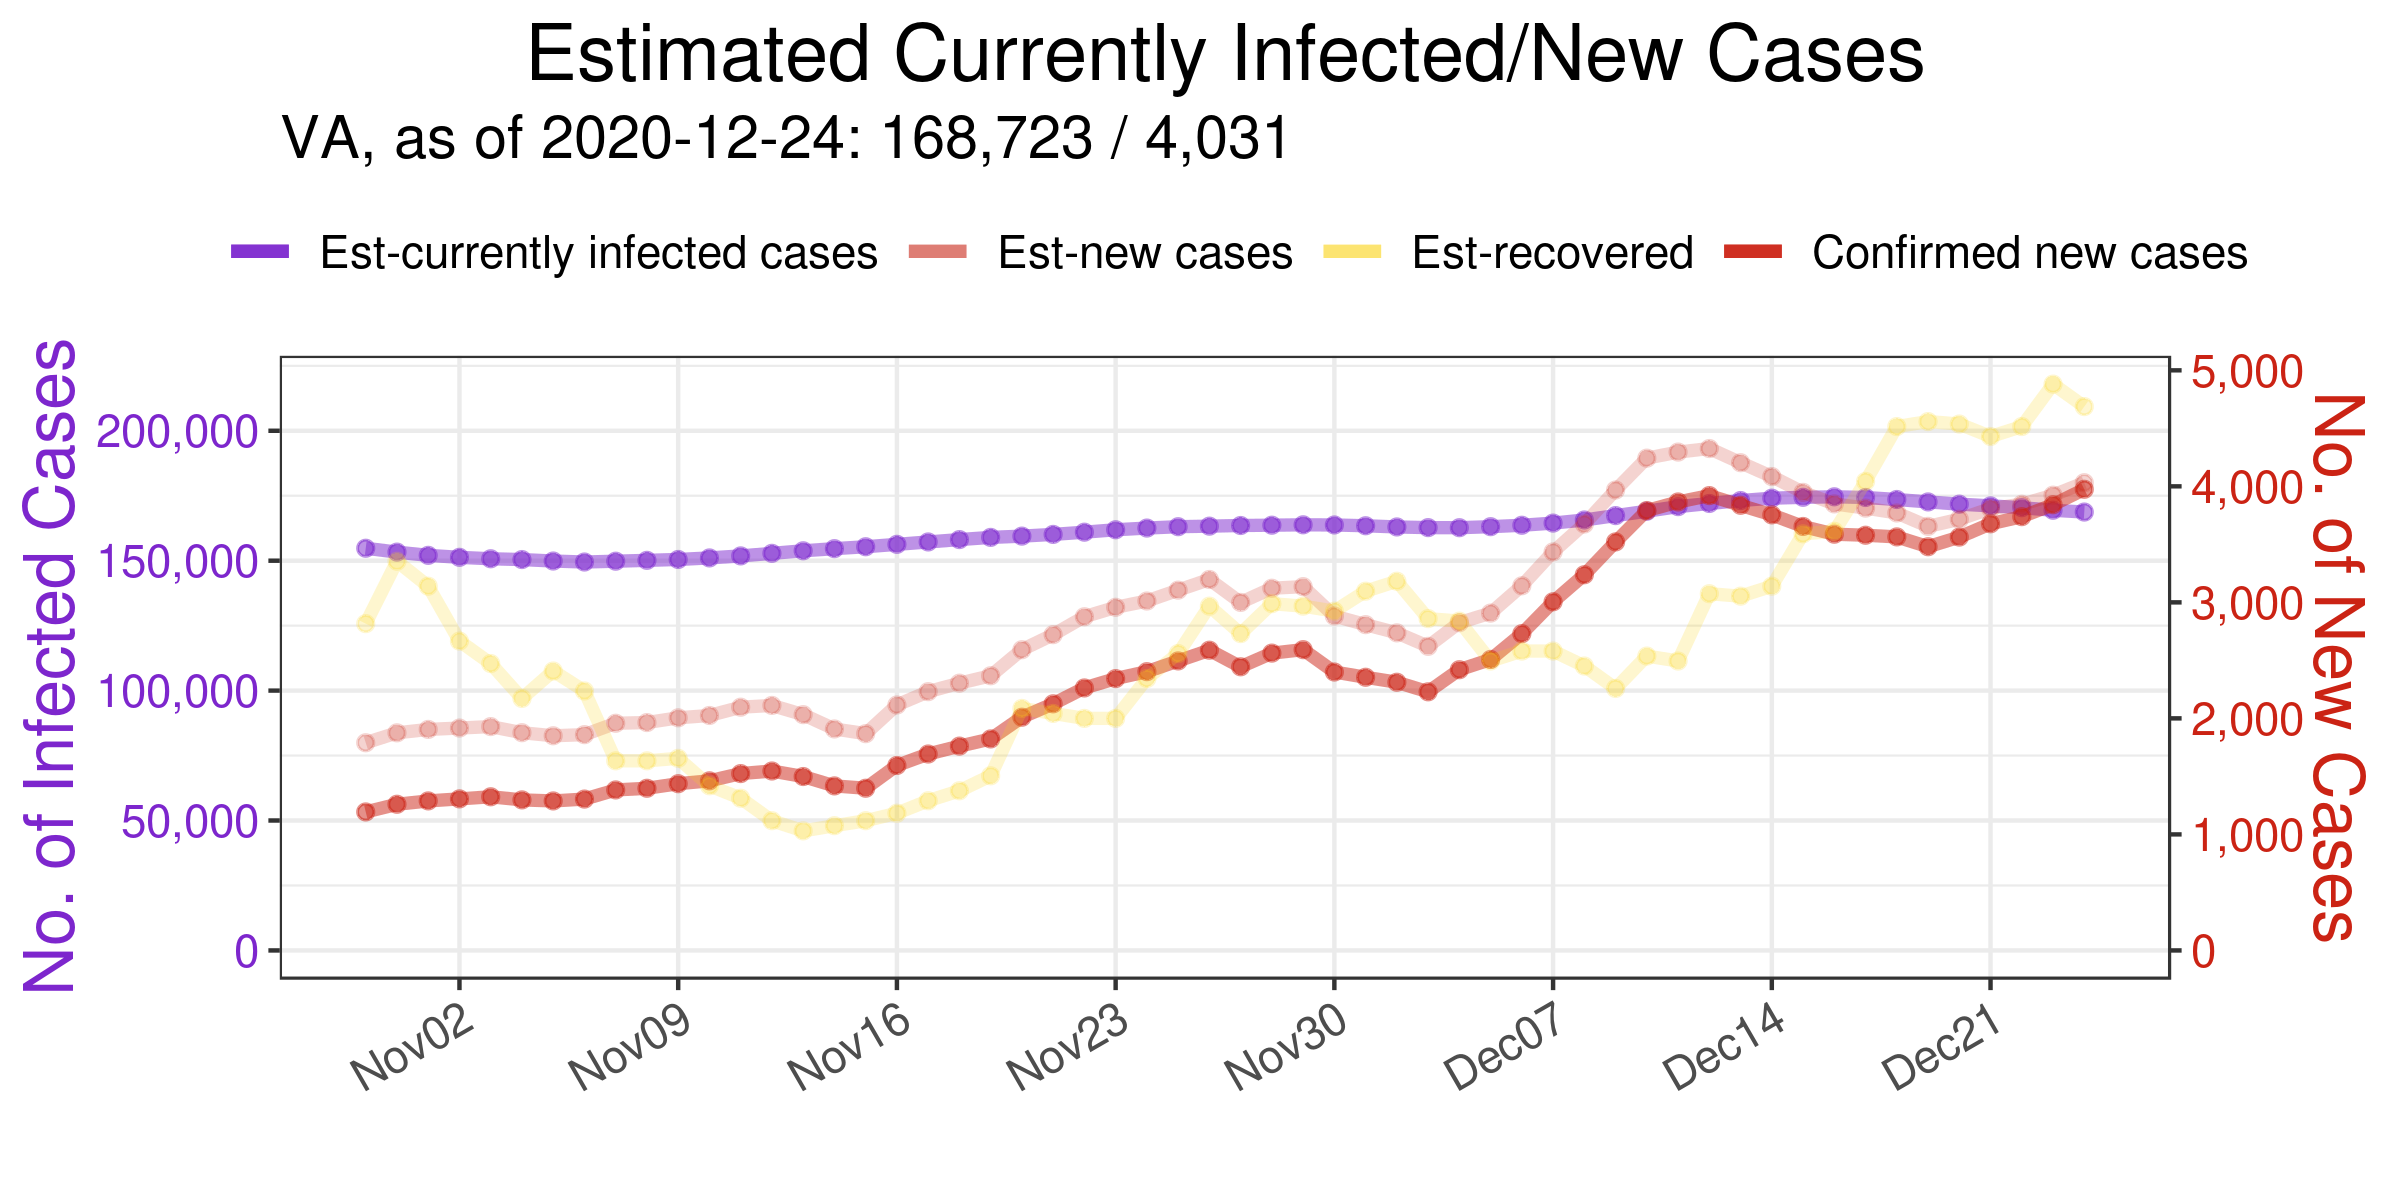 Estimated Currently Infected/New Cases
VA, as of 2020-12-24: 168,723 / 4,031
Est-currently infected cases Est-new cases Est-recovered Confirmed new cases
No. of Infected Cases
200,000
150,000
100,000
50,000
0
5,000
4,000
3,000
2,000
1,000
0
No. of New Cases
Nov02 Nov09 Nov16 Nov23 Nov30 Dec07 Dec14 Dec21